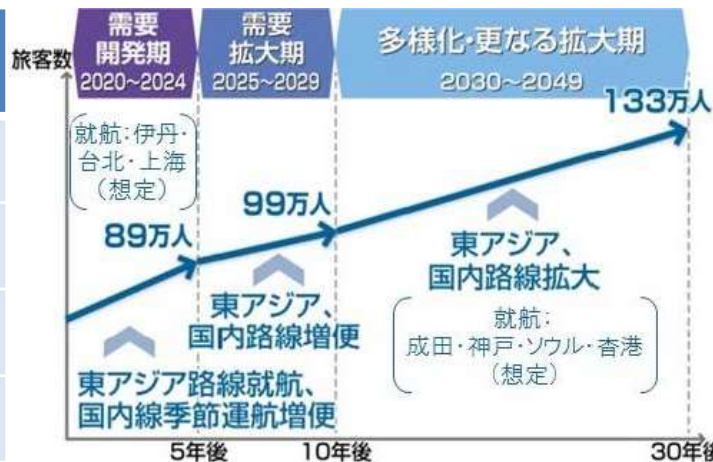 旅客数
需要
開発期
2020～2024
需要
拡大期
2025～2029
多様化・更なる拡大期
2030～2049
就航：伊丹・
台北・上海
（想定）
89万人
99万人
133万人
東アジア路線就航、
国内線季節運航増便
東アジア、
国内路線増便
東アジア、
国内路線拡大
就航：
成田・神戸・ソウル・香港
（想定）
5年後
10年後
30年後